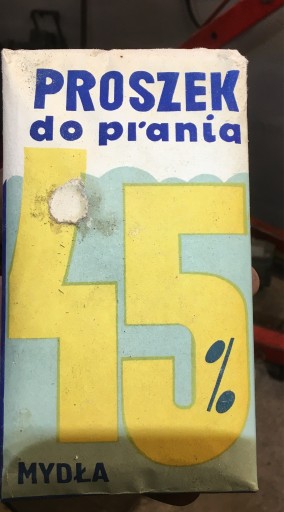 PROSZEK
do prania
45
%
MYDŁA